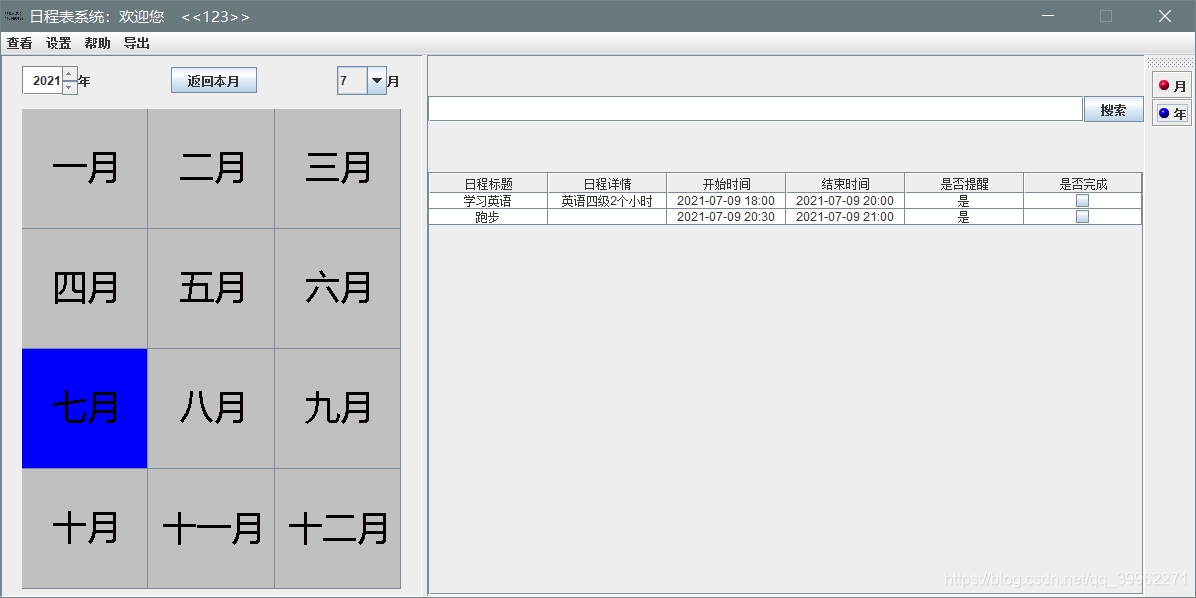 日程表系统：欢迎您 <<123>>
查看 设置 帮助 导出
2021 年 返回本月 7 月
月
年
搜索
一月 二月 三月
四月 五月 六月
七月 八月 九月
十月 十一月 十二月
日程标题 日程详情 开始时间 结束时间 是否提醒 是否完成
学习英语 英语四级2个小时 2021-07-09 18:00 2021-07-09 20:00 是
跑步 2021-07-09 20:30 2021-07-09 21:00 是
https://blog.csdn.net/qq_39962271